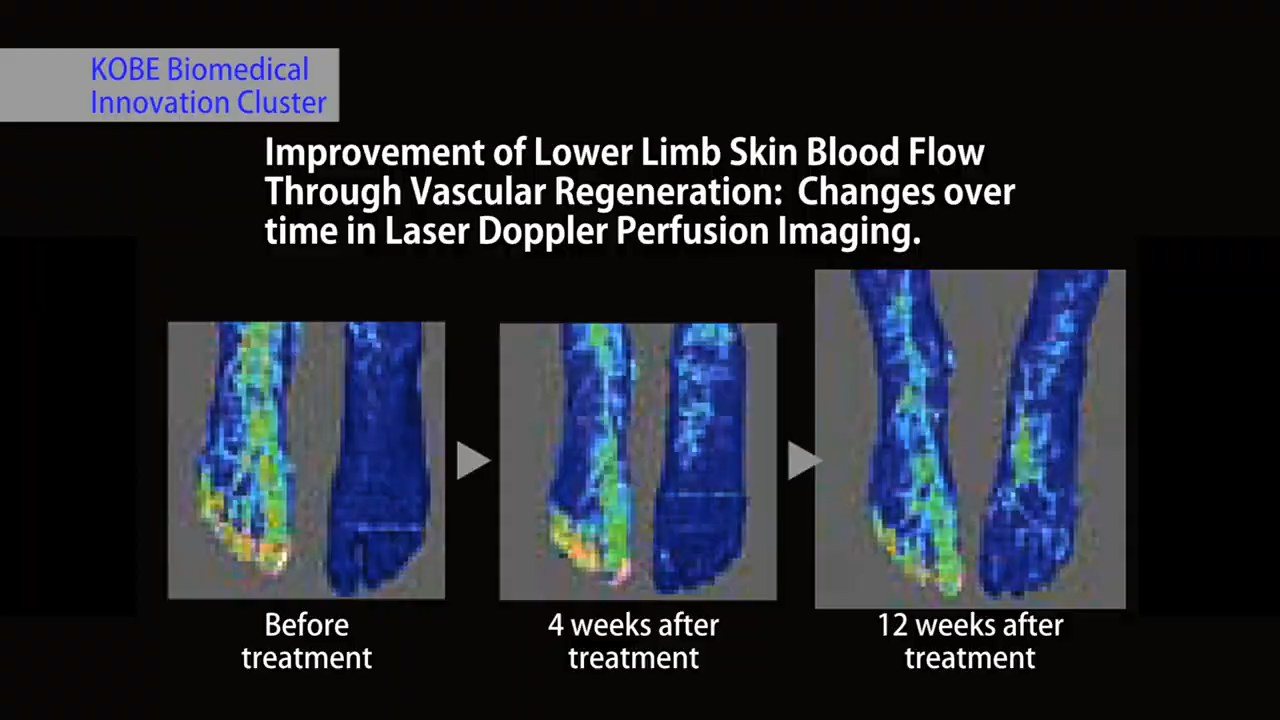 KOBE Biomedical
Innovation Cluster
Improvement of Lower Limb Skin Blood Flow
Through Vascular Regeneration: Changes over
time in Laser Doppler Perfusion Imaging.
Before
treatment
4 weeks after
treatment
12 weeks after
treatment